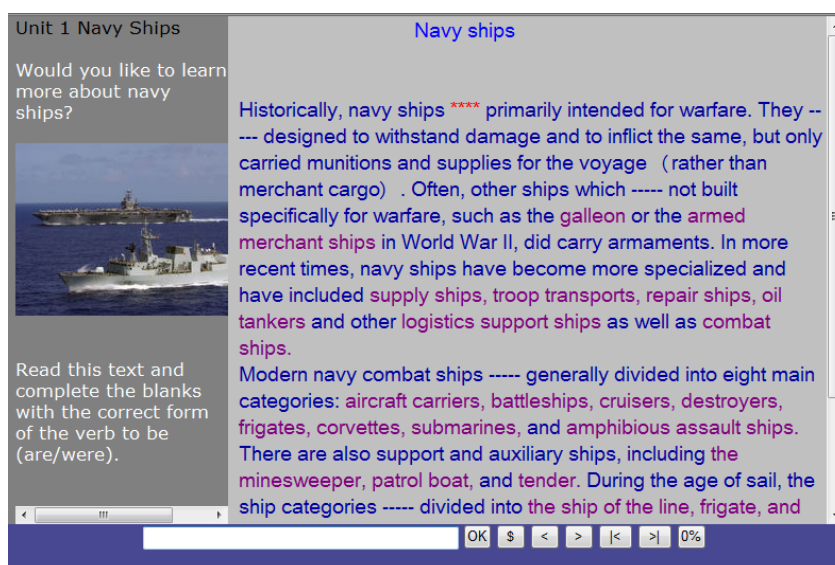 Unit 1 Navy Ships
Would you like to learn
more about navy
ships?
Read this text and
complete the blanks
with the correct form
of the verb to be
(are/were).
Navy ships
Historically, navy ships **** primarily intended for warfare. They --
--- designed to withstand damage and to inflict the same, but only
carried munitions and supplies for the voyage （rather than
merchant cargo） . Often, other ships which ----- not built
specifically for warfare, such as the galleon or the armed
merchant ships in World War II, did carry armaments. In more
recent times, navy ships have become more specialized and
have included supply ships, troop transports, repair ships, oil
tankers and other logistics support ships as well as combat
ships.
Modern navy combat ships ----- generally divided into eight main
categories: aircraft carriers, battleships, cruisers, destroyers,
frigates, corvettes, submarines, and amphibious assault ships.
There are also support and auxiliary ships, including the
minesweeper, patrol boat, and tender. During the age of sail, the
ship categories ----- divided into the ship of the line, frigate, and
OK $ < > |< >| 0%